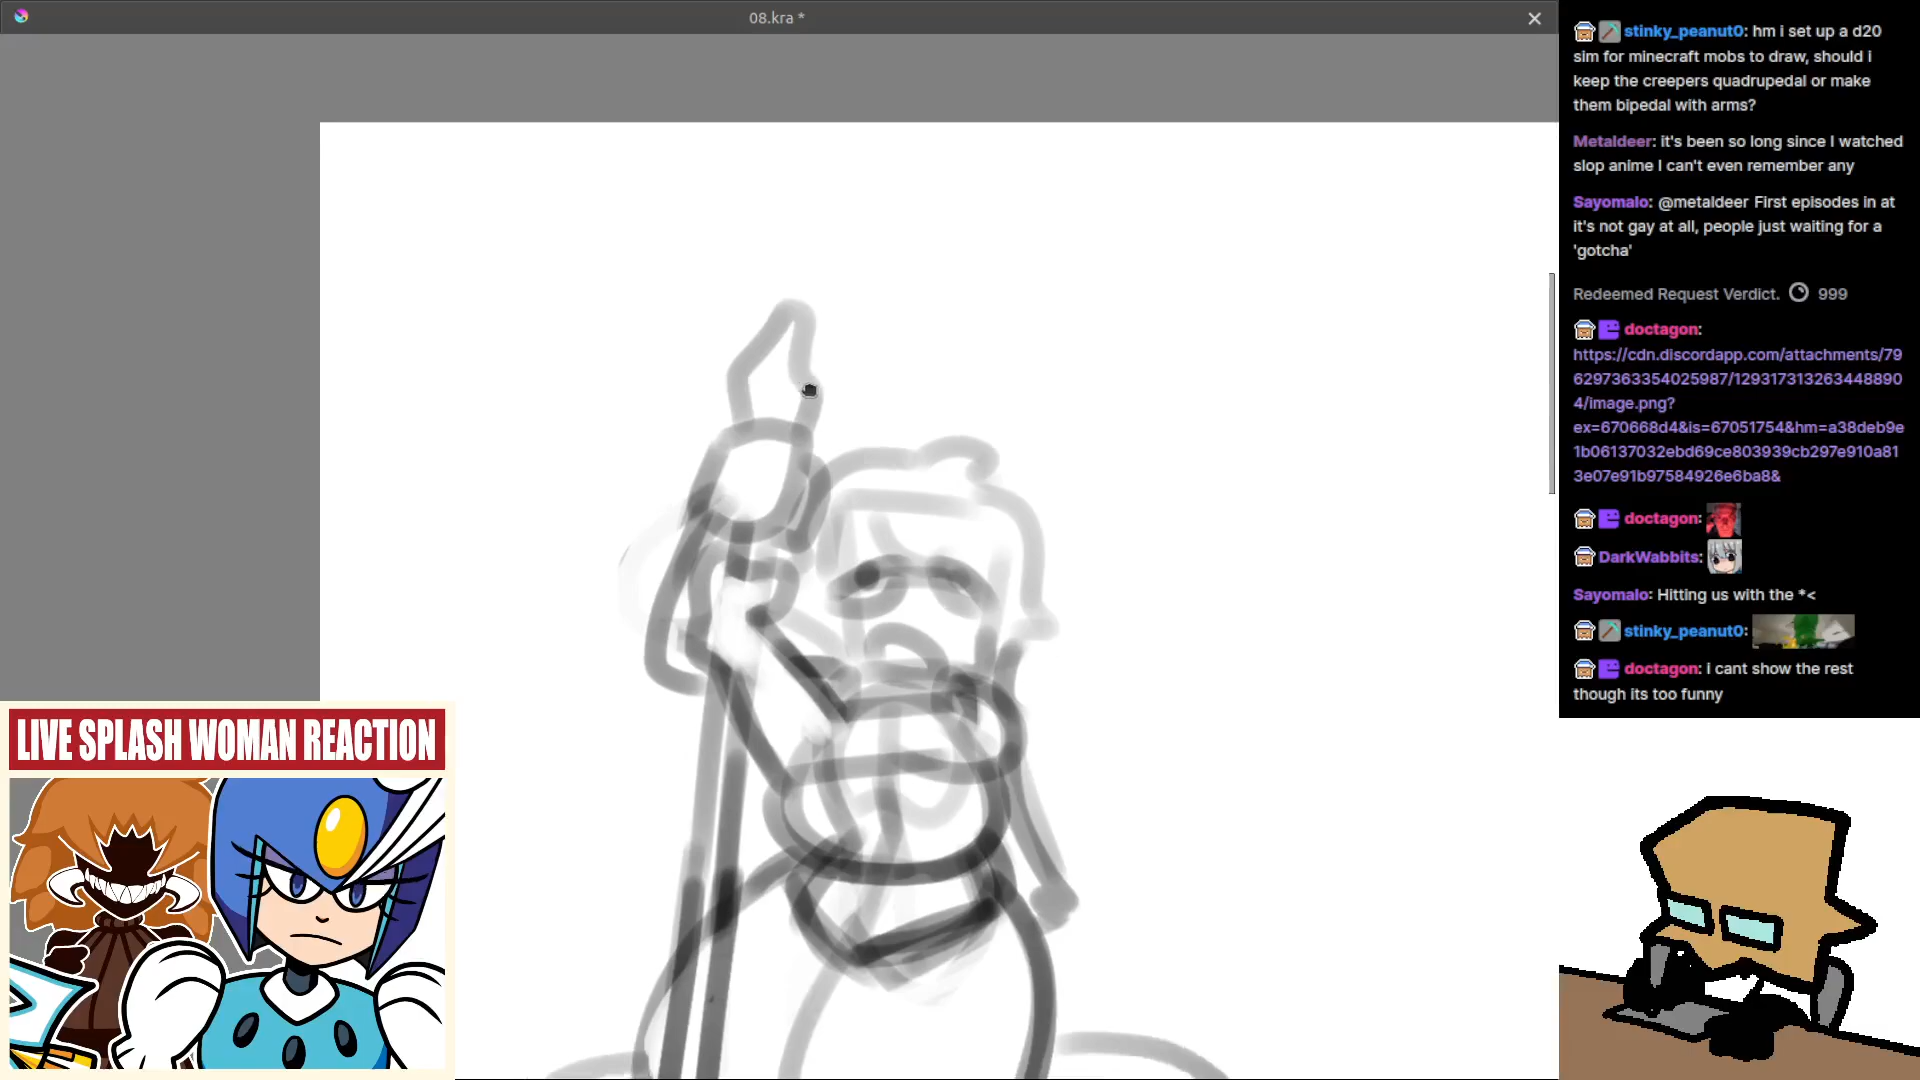 08.kra *
stinky_peanut0: hm i set up a d20
sim for minecraft mobs to draw, should i
keep the creepers quadrupedal or make
them bipedal with arms?
Metaldeer: it's been so long since I watched
slop anime I can't even remember any
Sayomalo: @metaldeer First episodes in at
it's not gay at all, people just waiting for a
'gotcha'
Redeemed Request Verdict. 999
doctagon:
https://cdn.discordapp.com/attachments/79
6297363354025987/129317313263448890
4/image.png?
ex=670668d4&is=67051754&hm=a38deb9e
1b06137032ebd69ce803939cb297e910a81
3e07e91b97584926e6ba8&
doctagon:
DarkWabbits:
Sayomalo: Hitting us with the *<
stinky_peanut0:
doctagon: i cant show the rest
though its too funny
LIVE SPLASH WOMAN REACTION